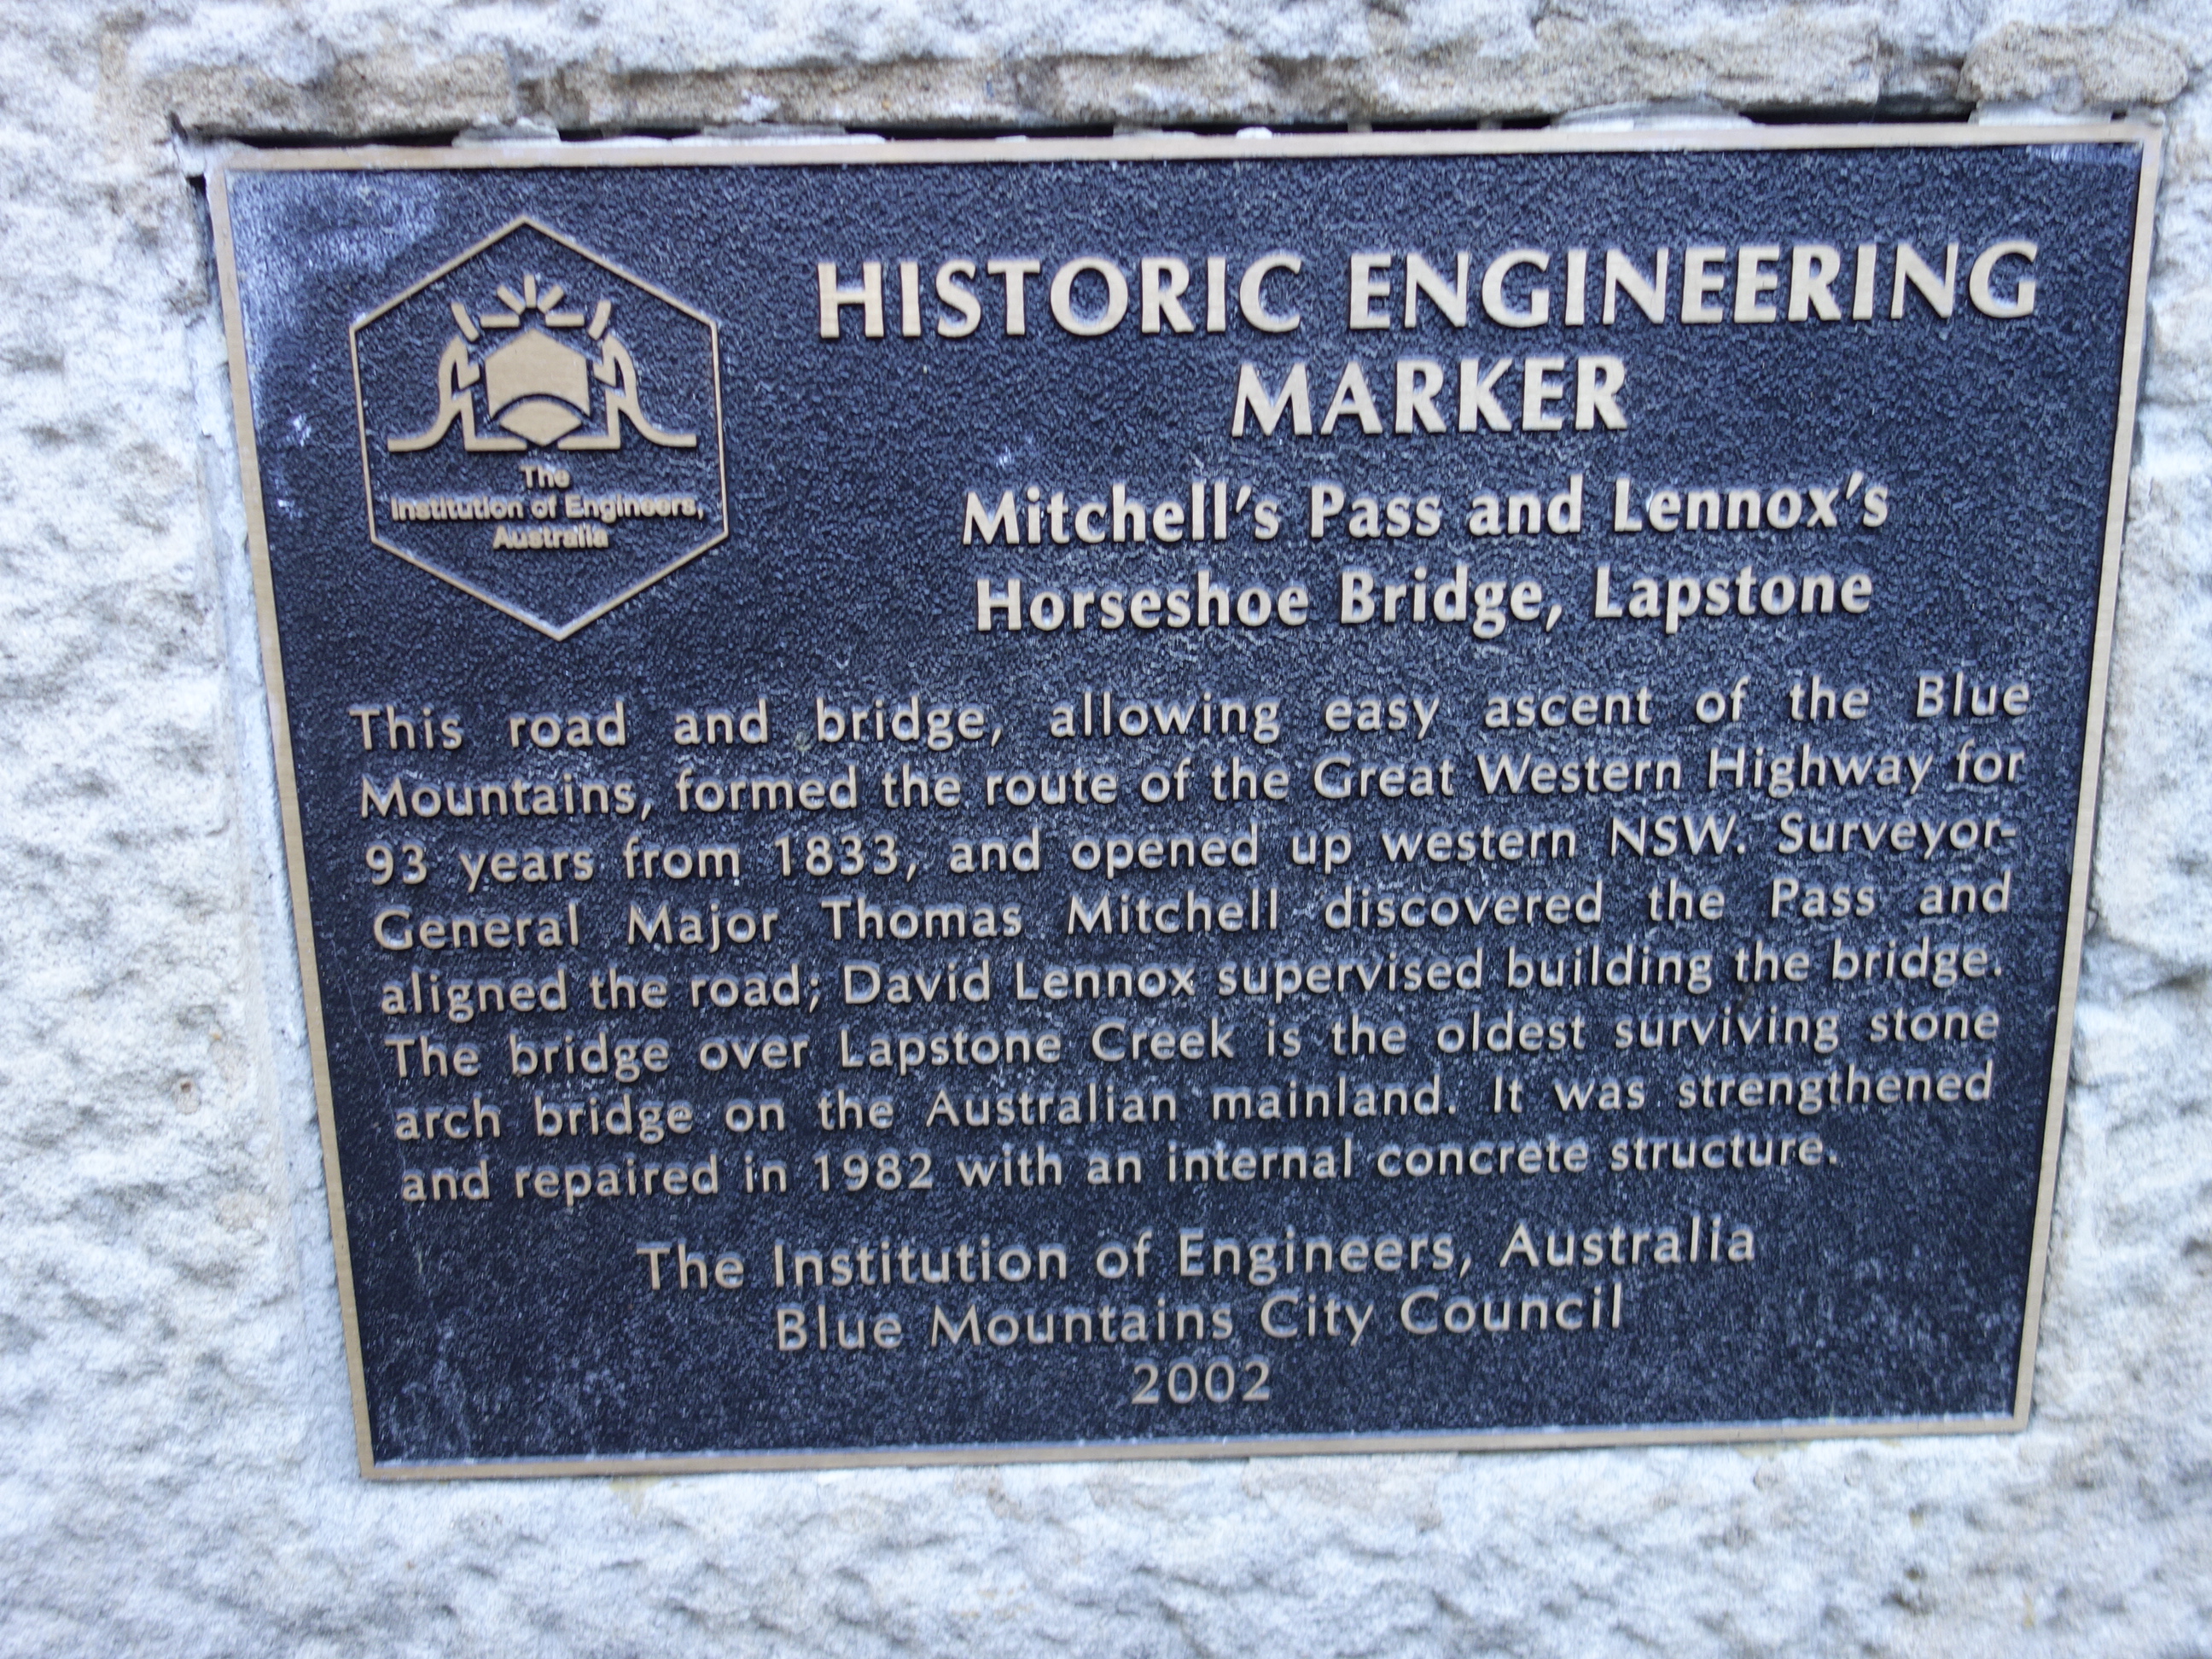 The
Institution of Engineers,
Australia
HISTORIC ENGINEERING
MARKER
Mitchell's Pass and Lennox's
Horseshoe Bridge, Lapstone
This road and bridge, allowing easy ascent of the Blue
Mountains, formed the route of the Great Western Highway for
93 years from 1833, and opened up western NSW. Surveyor-
General Major Thomas Mitchell discovered the Pass and
aligned the road; David Lennox supervised building the bridge.
The bridge over Lapstone Creek is the oldest surviving stone
arch bridge on the Australian mainland. It was strengthened
and repaired in 1982 with an internal concrete structure.
The Institution of Engineers, Australia
Blue Mountains City Council
2002